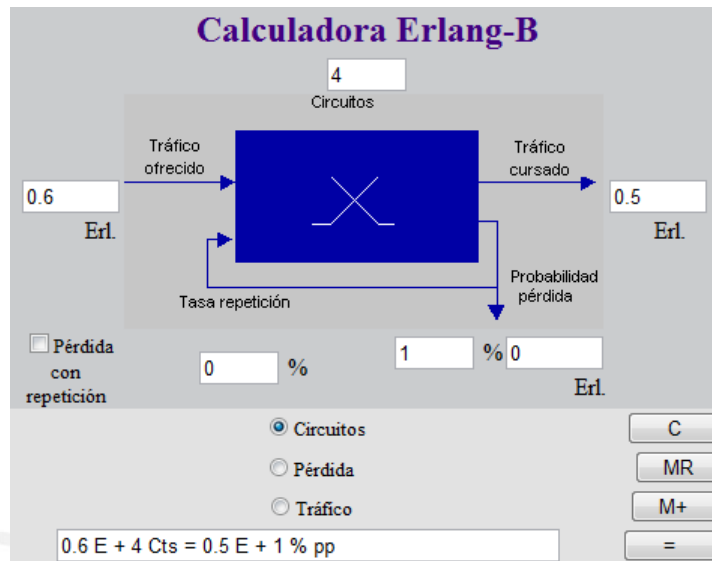 Calculadora Erlang-B
4
Circuitos
Tráfico
ofrecido
Tráfico
cursado
0.6
Erl.
0.5
Erl.
Tasa repetición
Probabilidad
pérdida
Pérdida
con
repetición
0 %
1 % 0
Erl.
Circuitos
C
Pérdida
MR
Tráfico
M+
0.6 E + 4 Cts = 0.5 E + 1 % pp
=